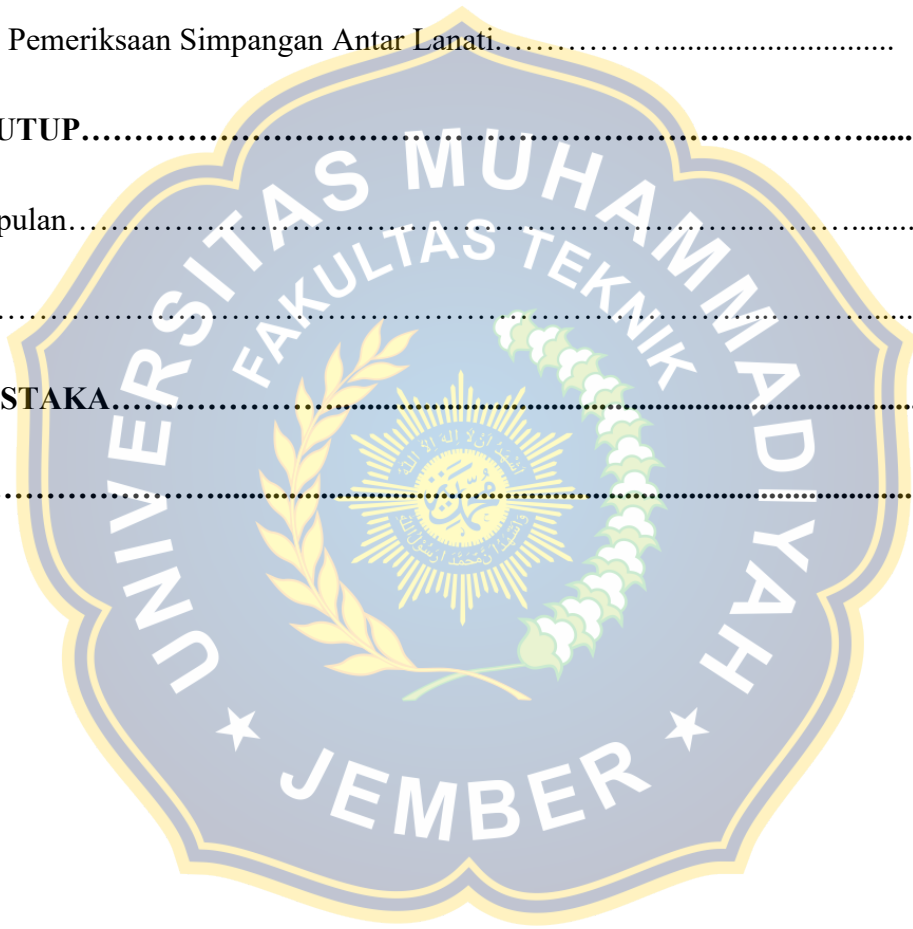 Pemeriksaan Simpangan Antar Lanati……………..............................
UTUP………………………………………………………..………......
pulan………………………………………………………..……….........
………………………………………………………………………….....
STAKA…………………..........................................................................
…………………...................................................................................
UNIVERSITAS MUHAMMADIYAH
FAKULTAS TEKNIK
★ JEMBER ★